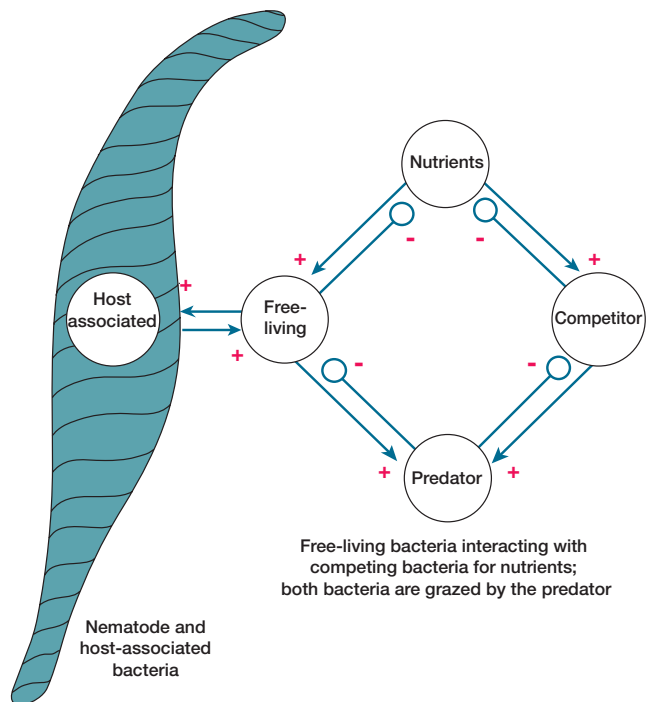 Nutrients
-
-
+
+
+
Host
associated
Free-
living
Competitor
+
-
-
+
Predator
+
Free-living bacteria interacting with
competing bacteria for nutrients;
both bacteria are grazed by the predator
Nematode and
host-associated
bacteria